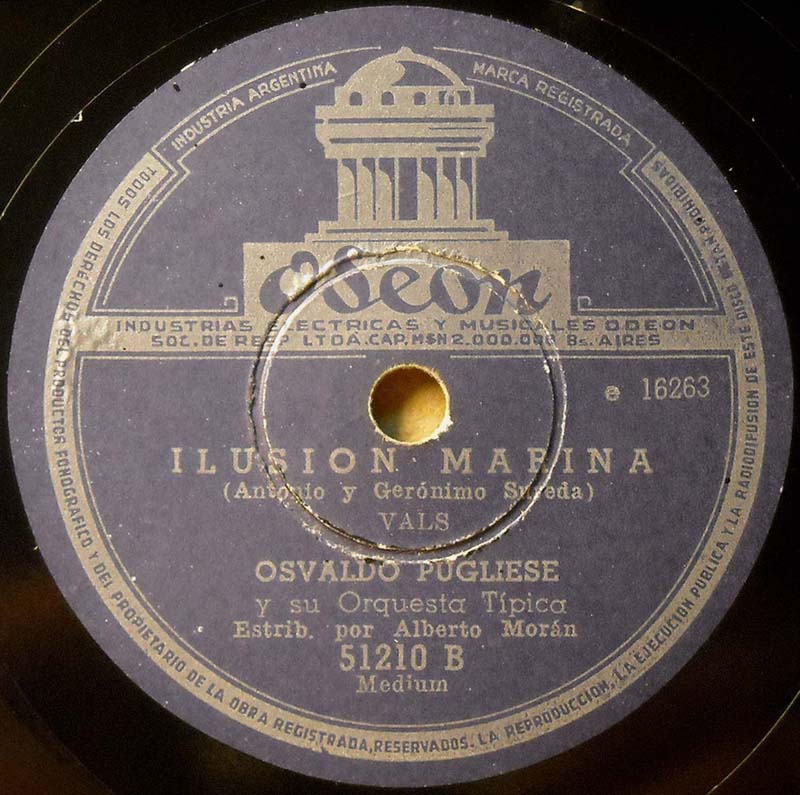 INDUSTRIA ARGENTINA
MARCA REGISTRADA
Odeon
INDUSTRIAS ELECTRICAS Y MUSICALES ODEON
SOC. DE RESP LTDA. CAP. M$N 2.000.000 Bs. AIRES
e 16263
ILUSION MARINA
(Antonio y Gerónimo Sureda)
VALS
OSVALDO PUGLIESE
y su Orquesta Típica
Estrib. por Alberto Morán
51210 B
Medium
TODOS LOS DERECHOS DEL PRODUCTOR FONOGRAFICO Y DEL PROPIETARIO DE LA OBRA REGISTRADA, RESERVADOS. LA REPRODUCCION, LA EJECUCION PUBLICA Y LA RADIODIFUSION DE ESTE DISCO ESTAN PROHIBIDAS